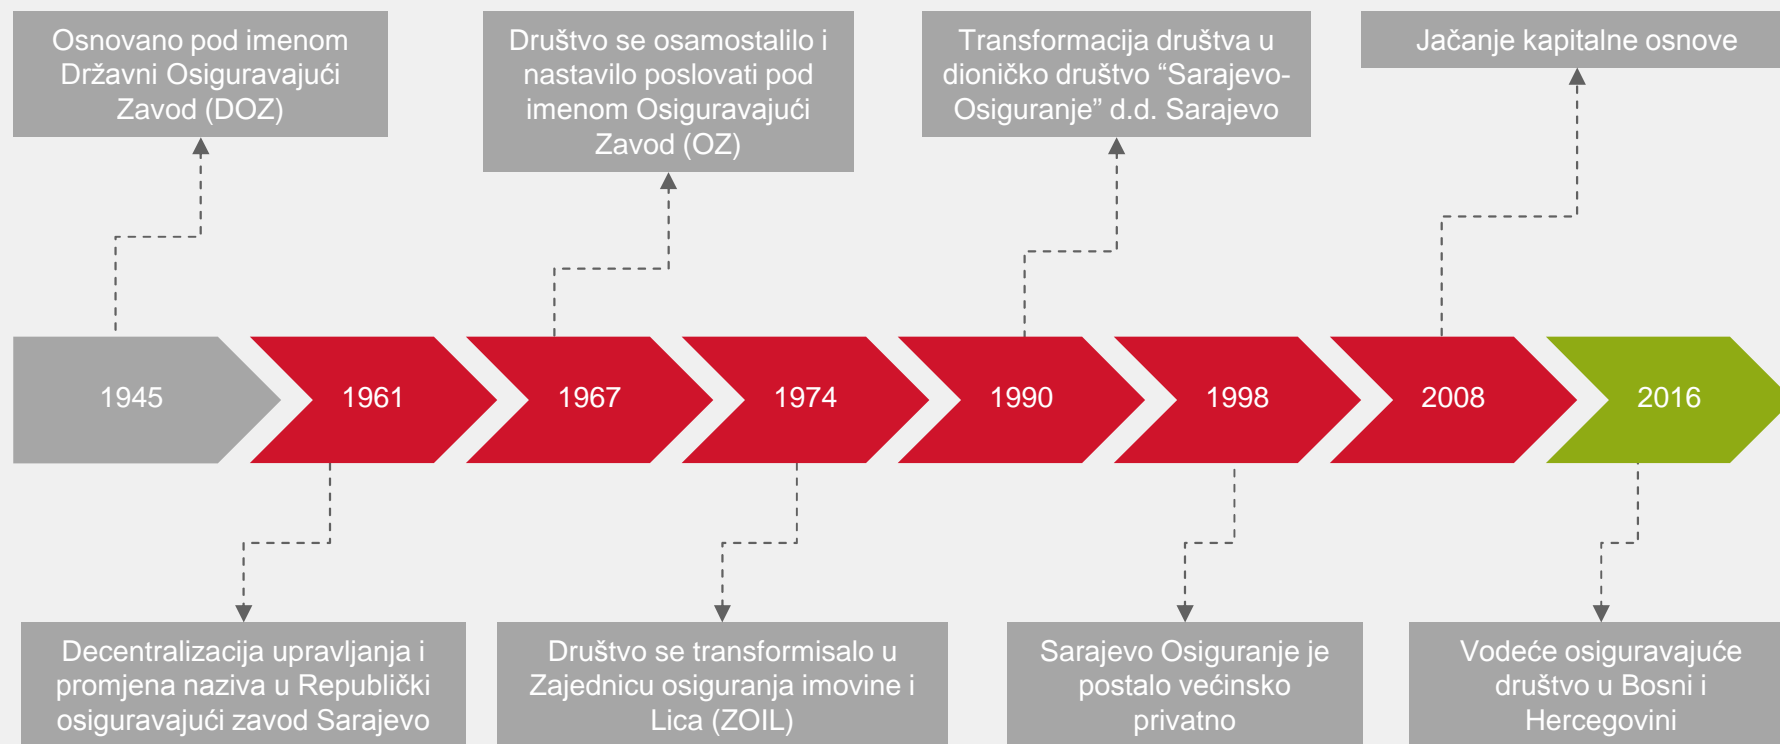 Osnovano pod imenom
Državni Osiguravajući
Zavod (DOZ)
Društvo se osamostalilo i
nastavilo poslovati pod
imenom Osiguravajući
Zavod (OZ)
Transformacija društva u
dioničko društvo “Sarajevo-
Osiguranje” d.d. Sarajevo
Jačanje kapitalne osnove
1945
1961
1967
1974
1990
1998
2008
2016
Decentralizacija upravljanja i
promjena naziva u Republički
osiguravajući zavod Sarajevo
Društvo se transformisalo u
Zajednicu osiguranja imovine i
Lica (ZOIL)
Sarajevo Osiguranje je
postalo većinsko
privatno
Vodeće osiguravajuće
društvo u Bosni i
Hercegovini